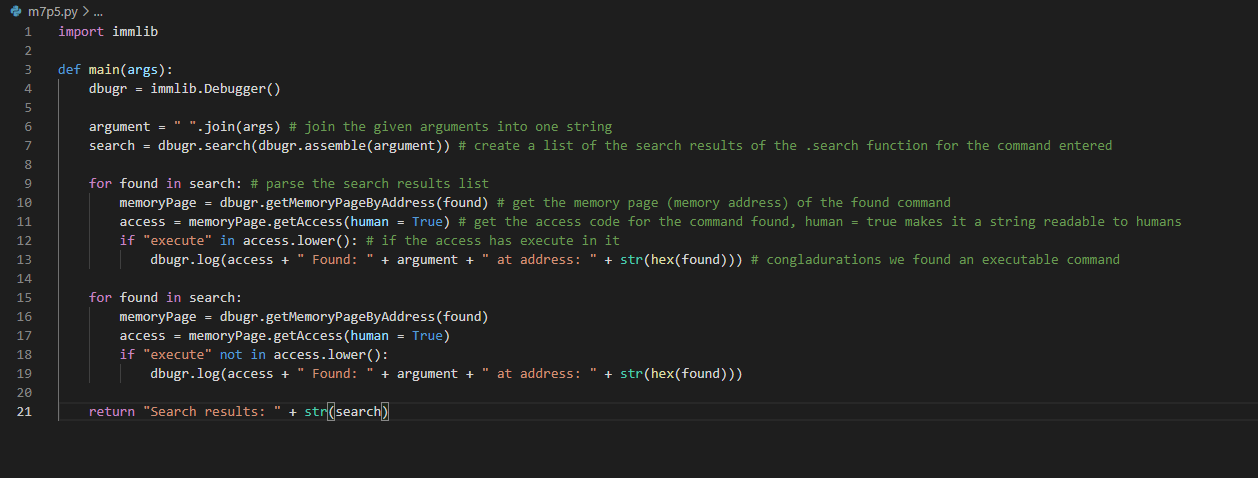 m7p5.py > ...
1 import immlib
2
3 def main(args):
4     dbugr = immlib.Debugger()
5
6     argument = " ".join(args) # join the given arguments into one string
7     search = dbugr.search(dbugr.assemble(argument)) # create a list of the search results of the .search function for the command entered
8
9     for found in search: # parse the search results list
10         memoryPage = dbugr.getMemoryPageByAddress(found) # get the memory page (memory address) of the found command
11         access = memoryPage.getAccess(human = True) # get the access code for the command found, human = true makes it a string readable to humans
12         if "execute" in access.lower(): # if the access has execute in it
13             dbugr.log(access + " Found: " + argument + " at address: " + str(hex(found))) # congladurations we found an executable command
14
15     for found in search:
16         memoryPage = dbugr.getMemoryPageByAddress(found)
17         access = memoryPage.getAccess(human = True)
18         if "execute" not in access.lower():
19             dbugr.log(access + " Found: " + argument + " at address: " + str(hex(found)))
20
21     return "Search results: " + str(search)